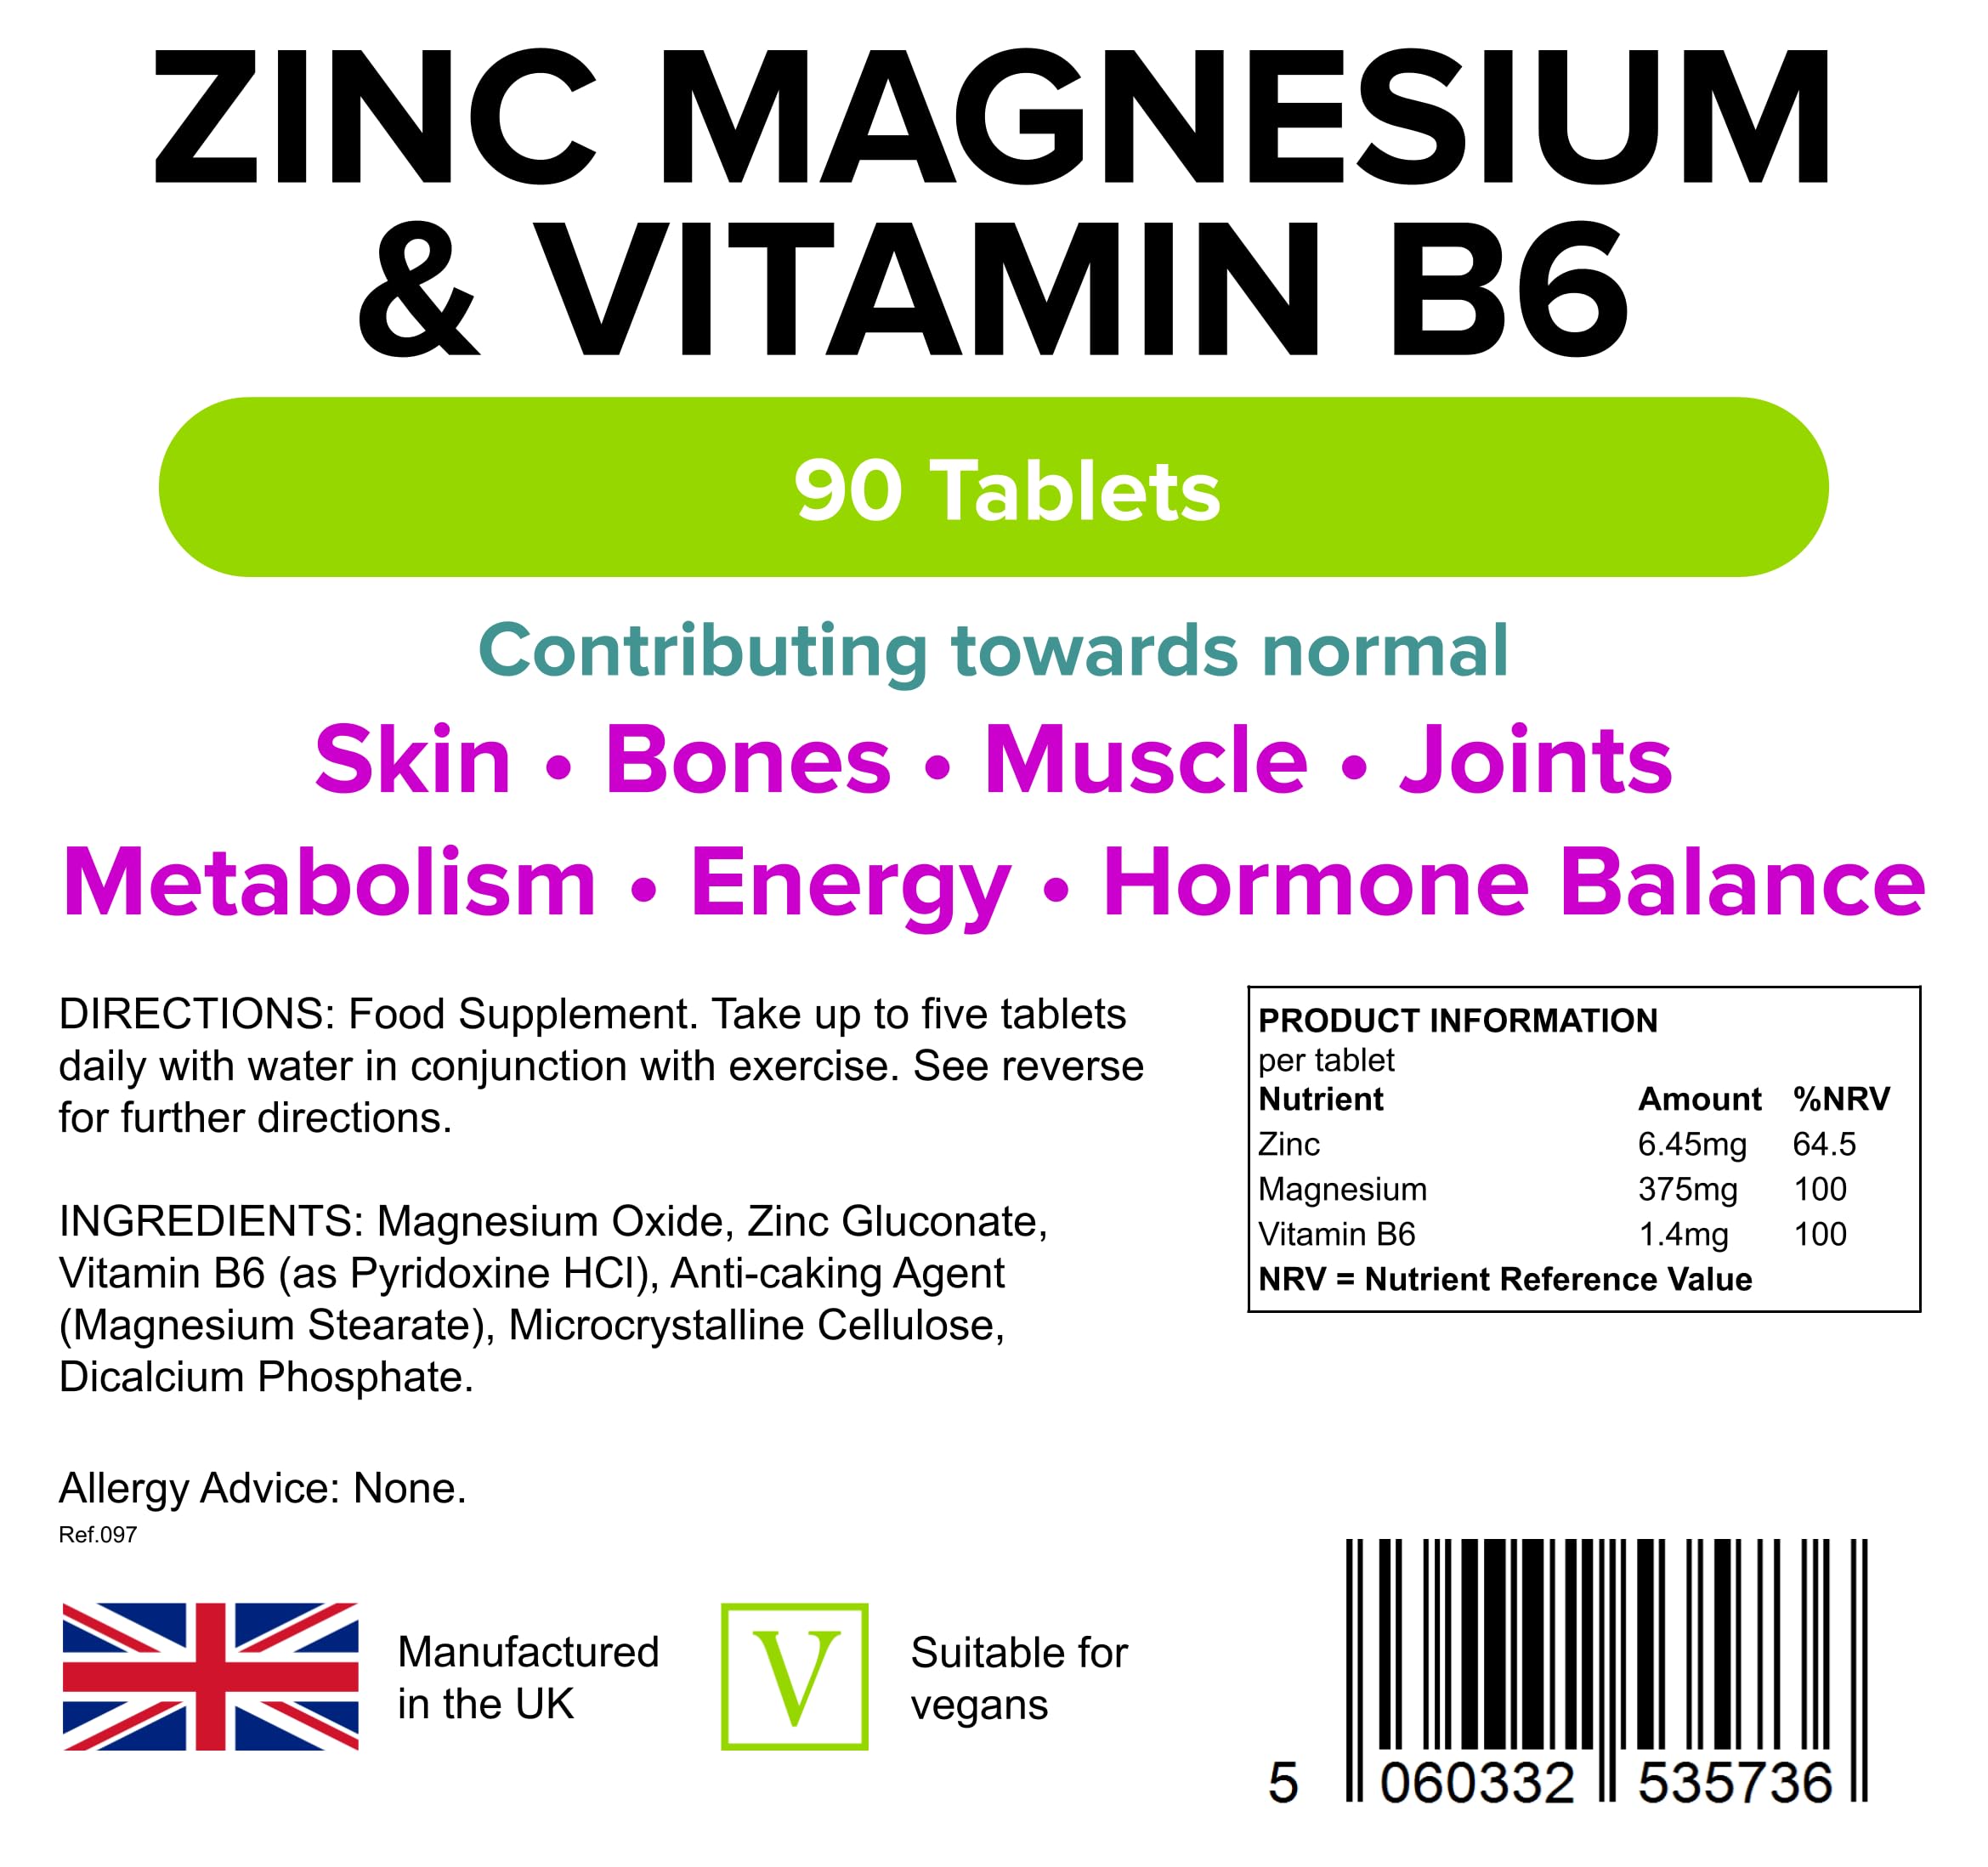 ZINC MAGNESIUM
& VITAMIN B6
90 Tablets
Contributing towards normal
Skin • Bones • Muscle • Joints
Metabolism • Energy • Hormone Balance
DIRECTIONS: Food Supplement. Take up to five tablets
daily with water in conjunction with exercise. See reverse
for further directions.
INGREDIENTS: Magnesium Oxide, Zinc Gluconate,
Vitamin B6 (as Pyridoxine HCl), Anti-caking Agent
(Magnesium Stearate), Microcrystalline Cellulose,
Dicalcium Phosphate.
Allergy Advice: None.
Ref.097
PRODUCT INFORMATION
per tablet
Nutrient Amount %NRV
Zinc 6.45mg 64.5
Magnesium 375mg 100
Vitamin B6 1.4mg 100
NRV = Nutrient Reference Value
Manufactured
in the UK
V
Suitable for
vegans
5 060332 535736